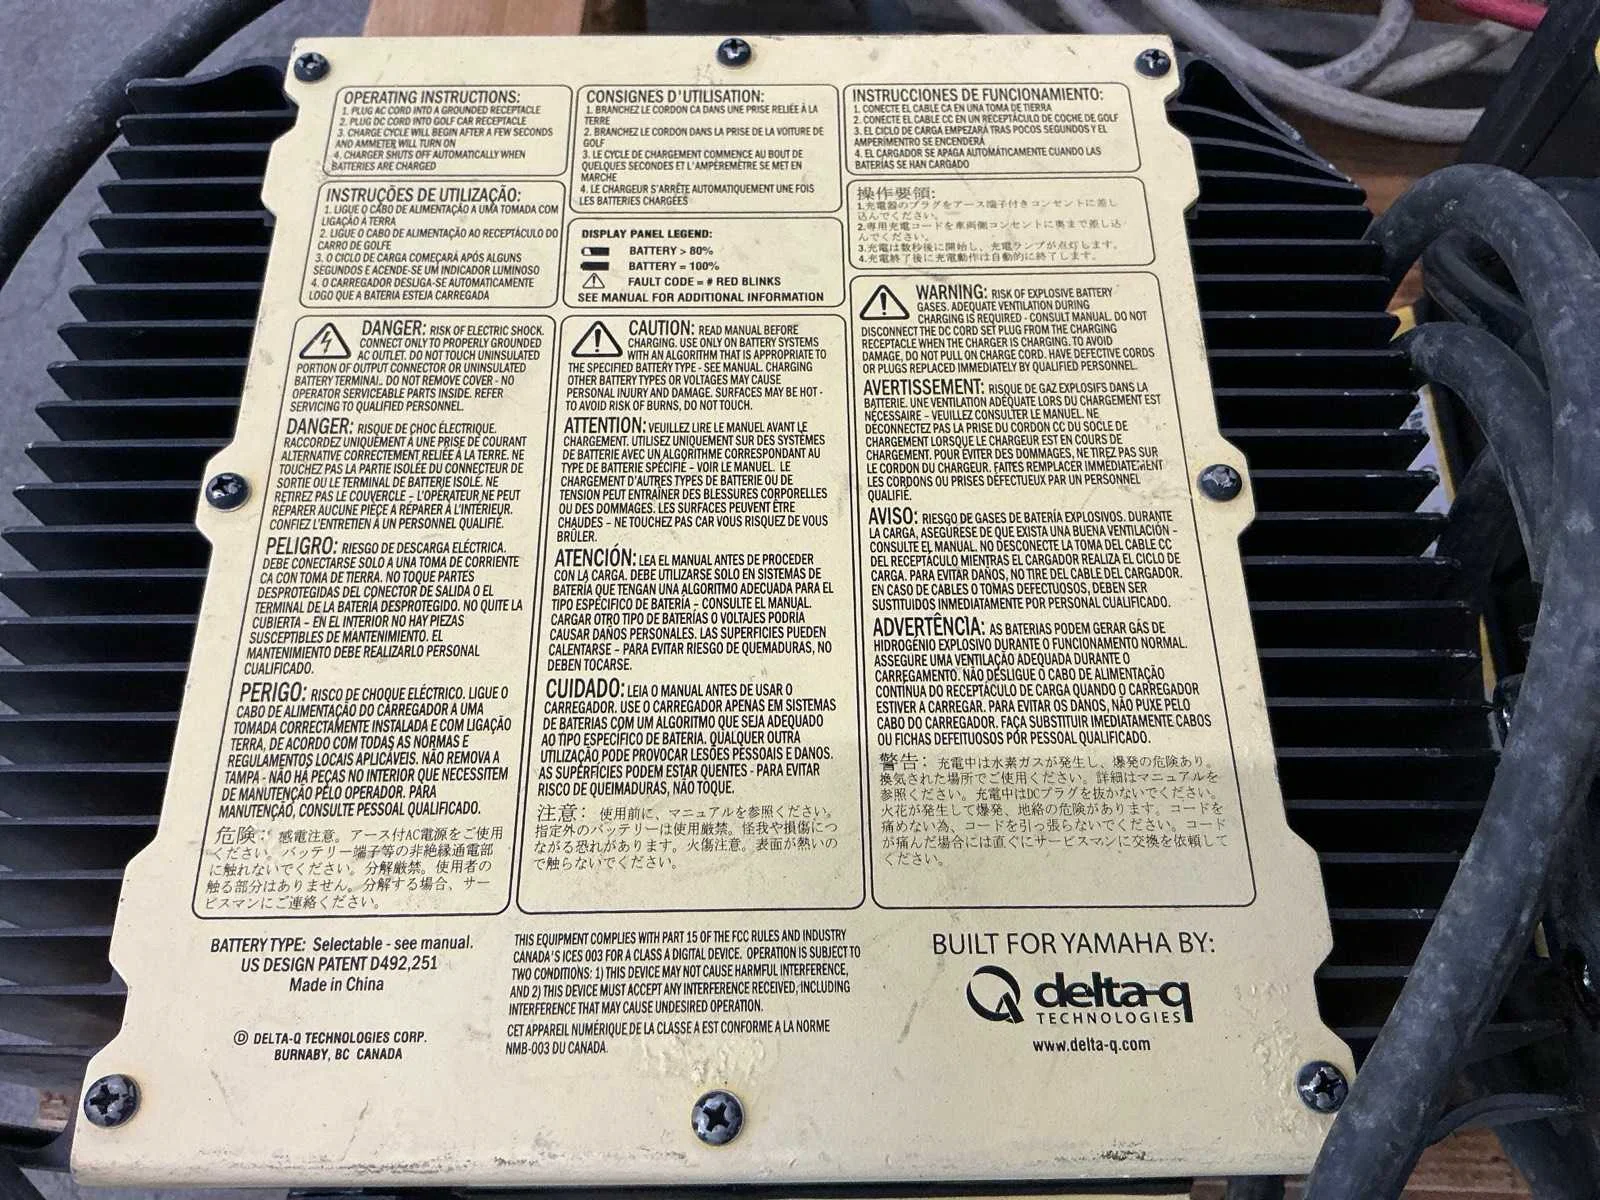 OPERATING INSTRUCTIONS:
1. PLUG AC CORD INTO A GROUNDED RECEPTACLE
2. PLUG DC CORD INTO GOLF CAR RECEPTACLE
3. CHARGE CYCLE WILL BEGIN AFTER A FEW SECONDS
AND AMMETER WILL TURN ON
4. CHARGER SHUTS OFF AUTOMATICALLY WHEN
BATTERIES ARE CHARGED
INSTRUÇÕES DE UTILIZAÇÃO:
1. LIGUE O CABO DE ALIMENTAÇÃO A UMA TOMADA COM
LIGAÇÃO A TERRA
2. LIGUE O CABO DE ALIMENTAÇÃO AO RECEPTÁCULO DO
CARRO DE GOLFE
3. O CICLO DE CARGA COMEÇARÁ APÓS ALGUNS
SEGUNDOS E ACENDE-SE UM INDICADOR LUMINOSO
4. O CARREGADOR DESLIGA-SE AUTOMATICAMENTE
LOGO QUE A BATERIA ESTEJA CARREGADA
DANGER: RISK OF ELECTRIC SHOCK.
CONNECT ONLY TO PROPERLY GROUNDED
AC OUTLET. DO NOT TOUCH UNINSULATED
PORTION OF OUTPUT CONNECTOR OR UNINSULATED
BATTERY TERMINAL. DO NOT REMOVE COVER - NO
OPERATOR SERVICEABLE PARTS INSIDE. REFER
SERVICING TO QUALIFIED PERSONNEL.
DANGER: RISQUE DE CHOC ÉLECTRIQUE.
RACCORDEZ UNIQUEMENT À UNE PRISE DE COURANT
ALTERNATIVE CORRECTEMENT RELIÉE À LA TERRE. NE
TOUCHEZ PAS LA PARTIE ISOLÉE DU CONNECTEUR DE
SORTIE OU LE TERMINAL DE BATTERIE ISOLÉ. NE
RETIREZ PAS LE COUVERCLE – L'OPÉRATEUR NE PEUT
RÉPARER AUCUNE PIÈCE À RÉPARER À L'INTÉRIEUR.
CONFIEZ L'ENTRETIEN À UN PERSONNEL QUALIFIÉ.
PELIGRO: RIESGO DE DESCARGA ELÉCTRICA.
DEBE CONECTARSE SOLO A UNA TOMA DE CORRIENTE
CA CON TOMA DE TIERRA. NO TOQUE PARTES
DESPROTEGIDAS DEL CONECTOR DE SALIDA O EL
TERMINAL DE LA BATERÍA DESPROTEGIDO. NO QUITE LA
CUBIERTA – EN EL INTERIOR NO HAY PIEZAS
SUSCEPTIBLES DE MANTENIMIENTO. EL
MANTENIMIENTO DEBE REALIZARLO PERSONAL
CUALIFICADO.
PERIGO: RISCO DE CHOQUE ELÉCTRICO. LIGUE O
CABO DE ALIMENTAÇÃO DO CARREGADOR A UMA
TOMADA CORRECTAMENTE INSTALADA E COM LIGAÇÃO
TERRA, DE ACORDO COM TODAS AS NORMAS E
REGULAMENTOS LOCAIS APLICÁVEIS. NÃO REMOVA A
TAMPA - NÃO HÁ PEÇAS NO INTERIOR QUE NECESSITEM
DE MANUTENÇÃO PELO OPERADOR. PARA
MANUTENÇÃO, CONSULTE PESSOAL QUALIFICADO.
危険: 感電注意。アース付AC電源をご使用
ください。バッテリー端子等の非絶縁通電部
に触れないでください。分解厳禁。使用者の
触る部分はありません。分解する場合、サー
ビスマンにご連絡ください。
CONSIGNES D'UTILISATION:
1. BRANCHEZ LE CORDON CA DANS UNE PRISE RELIÉE À LA
TERRE
2. BRANCHEZ LE CORDON DANS LA PRISE DE LA VOITURE DE
GOLF
3. LE CYCLE DE CHARGEMENT COMMENCE AU BOUT DE
QUELQUES SECONDES ET L'AMPÈREMÈTRE SE MET EN
MARCHE
4. LE CHARGEUR S'ARRÊTE AUTOMATIQUEMENT UNE FOIS
LES BATTERIES CHARGÉES
DISPLAY PANEL LEGEND:
BATTERY > 80%
BATTERY = 100%
FAULT CODE = # RED BLINKS
SEE MANUAL FOR ADDITIONAL INFORMATION
CAUTION: READ MANUAL BEFORE
CHARGING. USE ONLY ON BATTERY SYSTEMS
WITH AN ALGORITHM THAT IS APPROPRIATE TO
THE SPECIFIED BATTERY TYPE - SEE MANUAL. CHARGING
OTHER BATTERY TYPES OR VOLTAGES MAY CAUSE
PERSONAL INJURY AND DAMAGE. SURFACES MAY BE HOT -
TO AVOID RISK OF BURNS, DO NOT TOUCH.
ATTENTION: VEUILLEZ LIRE LE MANUEL AVANT LE
CHARGEMENT. UTILISEZ UNIQUEMENT SUR DES SYSTÈMES
DE BATTERIE AVEC UN ALGORITHME CORRESPONDANT AU
TYPE DE BATTERIE SPÉCIFIÉ – VOIR LE MANUEL. LE
CHARGEMENT D'AUTRES TYPES DE BATTERIE OU DE
TENSION PEUT ENTRAÎNER DES BLESSURES CORPORELLES
OU DES DOMMAGES. LES SURFACES PEUVENT ÊTRE
CHAUDES – NE TOUCHEZ PAS CAR VOUS RISQUEZ DE VOUS
BRÛLER.
ATENCIÓN: LEA EL MANUAL ANTES DE PROCEDER
CON LA CARGA. DEBE UTILIZARSE SOLO EN SISTEMAS DE
BATERÍA QUE TENGAN UNA ALGORITMO ADECUADA PARA EL
TIPO ESPECÍFICO DE BATERÍA – CONSULTE EL MANUAL.
CARGAR OTRO TIPO DE BATERÍAS O VOLTAJES PODRÍA
CAUSAR DAÑOS PERSONALES. LAS SUPERFICIES PUEDEN
CALENTARSE – PARA EVITAR RIESGO DE QUEMADURAS, NO
DEBEN TOCARSE.
CUIDADO: LEIA O MANUAL ANTES DE USAR O
CARREGADOR. USE O CARREGADOR APENAS EM SISTEMAS
DE BATERIAS COM UM ALGORITMO QUE SEJA ADEQUADO
AO TIPO ESPECÍFICO DE BATERIA. QUALQUER OUTRA
UTILIZAÇÃO PODE PROVOCAR LESÕES PESSOAIS E DANOS.
AS SUPERFÍCIES PODEM ESTAR QUENTES - PARA EVITAR
RISCO DE QUEIMADURAS, NÃO TOQUE.
注意: 使用前に、マニュアルを参照ください。
指定外のバッテリーは使用厳禁。怪我や損傷につ
ながる恐れがあります。火傷注意。表面が熱いの
で触らないでください。
INSTRUCCIONES DE FUNCIONAMIENTO:
1. CONECTE EL CABLE CA EN UNA TOMA DE TIERRA
2. CONECTE EL CABLE CC EN UN RECEPTÁCULO DE COCHE DE GOLF
3. EL CICLO DE CARGA EMPEZARÁ TRAS POCOS SEGUNDOS Y EL
AMPERÍMENTRO SE ENCENDERÁ
4. EL CARGADOR SE APAGA AUTOMÁTICAMENTE CUANDO LAS
BATERÍAS SE HAN CARGADO
操作要領:
1.充電器のプラグをアース端子付きコンセントに差し
込んでください。
2.専用充電コードを車両側コンセントに奥まで差し込
んでください。
3.充電は数秒後に開始し、充電ランプが点灯します。
4.充電終了後に充電動作は自動的に終了します。
WARNING: RISK OF EXPLOSIVE BATTERY
GASES. ADEQUATE VENTILATION DURING
CHARGING IS REQUIRED - CONSULT MANUAL. DO NOT
DISCONNECT THE DC CORD SET PLUG FROM THE CHARGING
RECEPTACLE WHEN THE CHARGER IS CHARGING. TO AVOID
DAMAGE, DO NOT PULL ON CHARGE CORD. HAVE DEFECTIVE CORDS
OR PLUGS REPLACED IMMEDIATELY BY QUALIFIED PERSONNEL.
AVERTISSEMENT: RISQUE DE GAZ EXPLOSIFS DANS LA
BATTERIE. UNE VENTILATION ADÉQUATE LORS DU CHARGEMENT EST
NÉCESSAIRE – VEUILLEZ CONSULTER LE MANUEL. NE
DÉCONNECTEZ PAS LA PRISE DU CORDON CC DU SOCLE DE
CHARGEMENT LORSQUE LE CHARGEUR EST EN COURS DE
CHARGEMENT. POUR ÉVITER DES DOMMAGES, NE TIREZ PAS SUR
LE CORDON DU CHARGEUR. FAITES REMPLACER IMMÉDIATEMENT
LES CORDONS OU PRISES DÉFECTUEUX PAR UN PERSONNEL
QUALIFIÉ.
AVISO: RIESGO DE GASES DE BATERÍA EXPLOSIVOS. DURANTE
LA CARGA, ASEGÚRESE DE QUE EXISTA UNA BUENA VENTILACIÓN -
CONSULTE EL MANUAL. NO DESCONECTE LA TOMA DEL CABLE CC
DEL RECEPTÁCULO MIENTRAS EL CARGADOR REALIZA EL CICLO DE
CARGA. PARA EVITAR DAÑOS, NO TIRE DEL CABLE DEL CARGADOR.
EN CASO DE CABLES O TOMAS DEFECTUOSOS, DEBEN SER
SUSTITUIDOS INMEDIATAMENTE POR PERSONAL CUALIFICADO.
ADVERTÊNCIA: AS BATERIAS PODEM GERAR GÁS DE
HIDROGÉNIO EXPLOSIVO DURANTE O FUNCIONAMENTO NORMAL.
ASSEGURE UMA VENTILAÇÃO ADEQUADA DURANTE O
CARREGAMENTO. NÃO DESLIGUE O CABO DE ALIMENTAÇÃO
CONTÍNUA DO RECEPTÁCULO DE CARGA QUANDO O CARREGADOR
ESTIVER A CARREGAR. PARA EVITAR OS DANOS, NÃO PUXE PELO
CABO DO CARREGADOR. FAÇA SUBSTITUIR IMEDIATAMENTE CABOS
OU FICHAS DEFEITUOSOS POR PESSOAL QUALIFICADO.
警告: 充電中は水素ガスが発生し、爆発の危険あり。
換気された場所でご使用ください。詳細はマニュアルを
参照ください。充電中はDCプラグを抜かないでください。
火花が発生して爆発、地絡の危険があります。コードを
痛めない為、コードを引っ張らないでください。コード
が痛んだ場合には直ぐにサービスマンに交換を依頼して
ください。
BATTERY TYPE: Selectable - see manual.
US DESIGN PATENT D492,251
Made in China
Ⓓ DELTA-Q TECHNOLOGIES CORP.
BURNABY, BC CANADA
THIS EQUIPMENT COMPLIES WITH PART 15 OF THE FCC RULES AND INDUSTRY
CANADA'S ICES 003 FOR A CLASS A DIGITAL DEVICE. OPERATION IS SUBJECT TO
TWO CONDITIONS: 1) THIS DEVICE MAY NOT CAUSE HARMFUL INTERFERENCE,
AND 2) THIS DEVICE MUST ACCEPT ANY INTERFERENCE RECEIVED, INCLUDING
INTERFERENCE THAT MAY CAUSE UNDESIRED OPERATION.
CET APPAREIL NUMÉRIQUE DE LA CLASSE A EST CONFORME A LA NORME
NMB-003 DU CANADA.
BUILT FOR YAMAHA BY:
delta-q
TECHNOLOGIES
www.delta-q.com